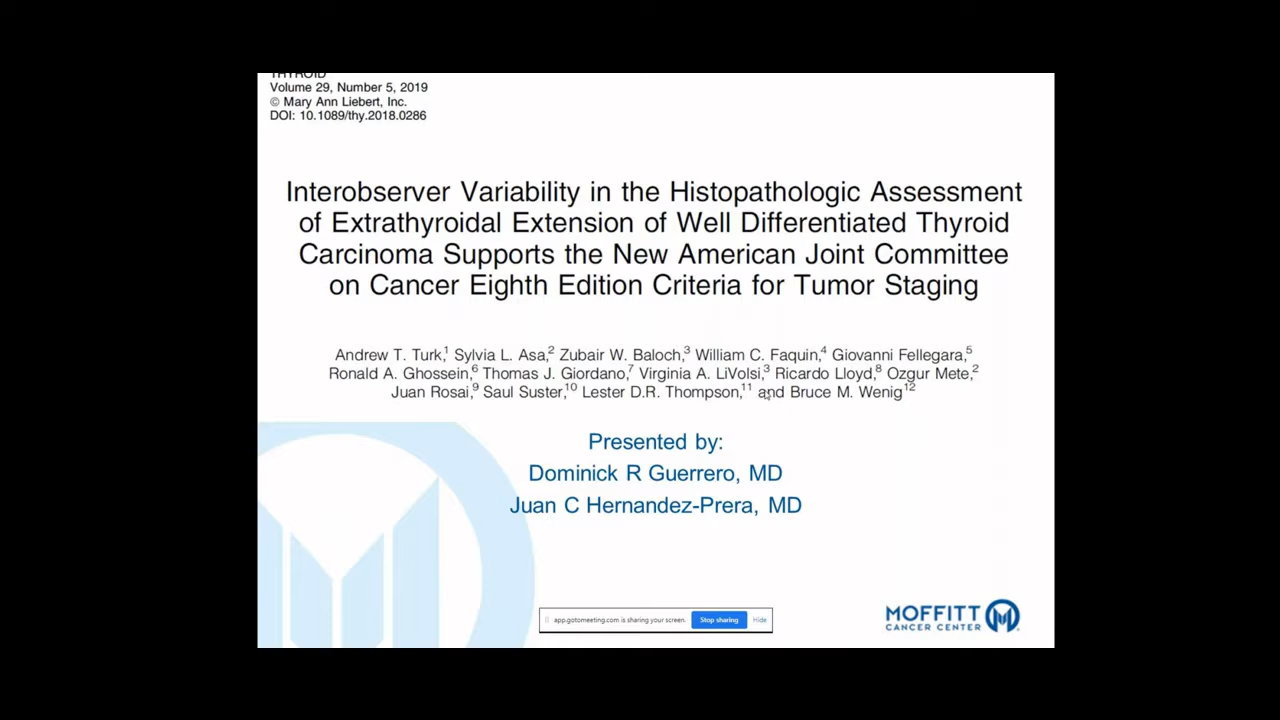 THYROID
Volume 29, Number 5, 2019
© Mary Ann Liebert, Inc.
DOI: 10.1089/thy.2018.0286
Interobserver Variability in the Histopathologic Assessment
of Extrathyroidal Extension of Well Differentiated Thyroid
Carcinoma Supports the New American Joint Committee
on Cancer Eighth Edition Criteria for Tumor Staging
Andrew T. Turk,1 Sylvia L. Asa,2 Zubair W. Baloch,3 William C. Faquin,4 Giovanni Fellegara,5
Ronald A. Ghossein,6 Thomas J. Giordano,7 Virginia A. LiVolsi,3 Ricardo Lloyd,8 Ozgur Mete,2
Juan Rosai,9 Saul Suster,10 Lester D.R. Thompson,11 and Bruce M. Wenig12
Presented by:
Dominick R Guerrero, MD
Juan C Hernandez-Prera, MD
app.gotomeeting.com is sharing your screen. Stop sharing Hide
MOFFITT
CANCER CENTER